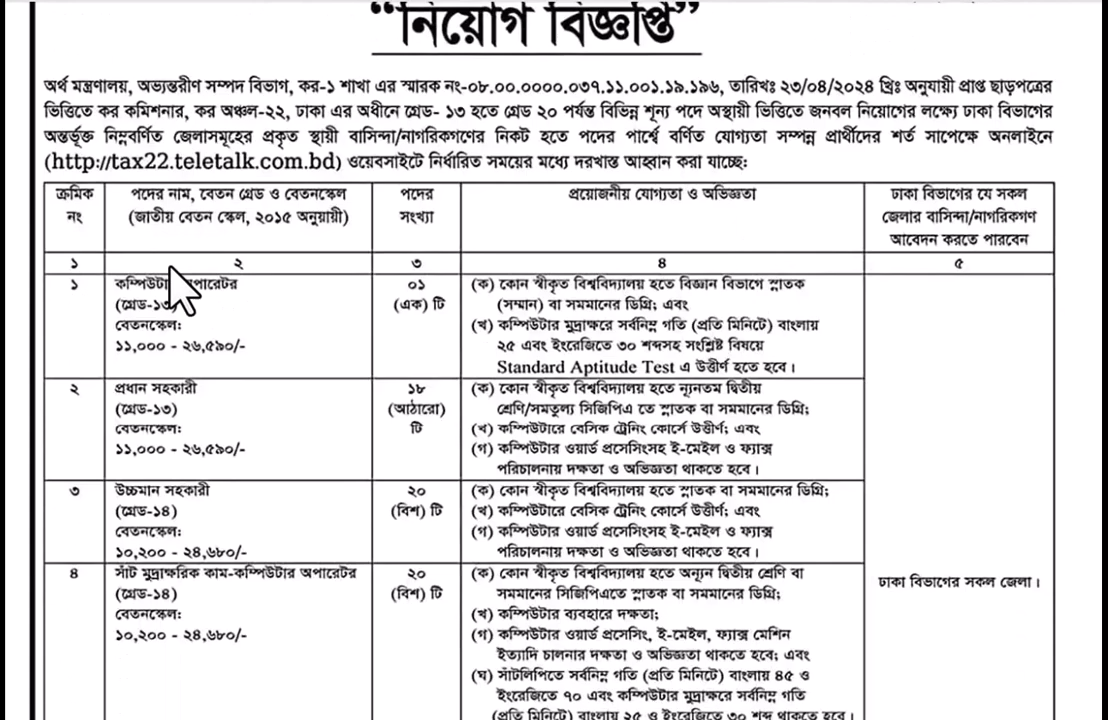 “নিয়োগ বিজ্ঞপ্তি”
অর্থ মন্ত্রণালয়, অভ্যন্তরীণ সম্পদ বিভাগ, কর-১ শাখা এর স্মারক নং-০৮.০০.০০০০.০৩৭.১১.০০১.১৯.১৯৬, তারিখঃ ২৩/০৪/২০২৪ খ্রিঃ অনুযায়ী প্রাপ্ত ছাড়পত্রের
ভিত্তিতে কর কমিশনার, কর অঞ্চল-২২, ঢাকা এর অধীনে গ্রেড- ১৩ হতে গ্রেড ২০ পর্যন্ত বিভিন্ন শূন্য পদে অস্থায়ী ভিত্তিতে জনবল নিয়োগের লক্ষ্যে ঢাকা বিভাগের
অন্তর্ভূক্ত নিম্নবর্ণিত জেলাসমূহের প্রকৃত স্থায়ী বাসিন্দা/নাগরিকগণের নিকট হতে পদের পার্শ্বে বর্ণিত যোগ্যতা সম্পন্ন প্রার্থীদের শর্ত সাপেক্ষে অনলাইনে
(http://tax22.teletalk.com.bd) ওয়েবসাইটে নির্ধারিত সময়ের মধ্যে দরখাস্ত আহ্বান করা যাচ্ছে:
ক্রমিক
নং
পদের নাম, বেতন গ্রেড ও বেতনস্কেল
(জাতীয় বেতন স্কেল, ২০১৫ অনুযায়ী)
পদের
সংখ্যা
প্রয়োজনীয় যোগ্যতা ও অভিজ্ঞতা
ঢাকা বিভাগের যে সকল
জেলার বাসিন্দা/নাগরিকগণ
আবেদন করতে পারবেন
১ ২ ৩ ৪ ৫
১
কম্পিউটার অপারেটর
(গ্রেড-১৩)
বেতনস্কেল:
১১,০০০ - ২৬,৫৯০/-
০১
(এক) টি
(ক) কোন স্বীকৃত বিশ্ববিদ্যালয় হতে বিজ্ঞান বিভাগে স্নাতক
(সম্মান) বা সমমানের ডিগ্রি; এবং
(খ) কম্পিউটার মুদ্রাক্ষরে সর্বনিম্ন গতি (প্রতি মিনিটে) বাংলায়
২৫ এবং ইংরেজিতে ৩০ শব্দসহ সংশ্লিষ্ট বিষয়ে
Standard Aptitude Test এ উত্তীর্ণ হতে হবে।
২
প্রধান সহকারী
(গ্রেড-১৩)
বেতনস্কেল:
১১,০০০ - ২৬,৫৯০/-
১৮
(আঠারো)
টি
(ক) কোন স্বীকৃত বিশ্ববিদ্যালয় হতে ন্যূনতম দ্বিতীয়
শ্রেণি/সমতুল্য সিজিপিএ তে স্নাতক বা সমমানের ডিগ্রি;
(খ) কম্পিউটারে বেসিক ট্রেনিং কোর্সে উত্তীর্ণ; এবং
(গ) কম্পিউটার ওয়ার্ড প্রসেসিংসহ ই-মেইল ও ফ্যাক্স
পরিচালনায় দক্ষতা ও অভিজ্ঞতা থাকতে হবে।
৩
উচ্চমান সহকারী
(গ্রেড-১৪)
বেতনস্কেল:
১০,২০০ - ২৪,৬৮০/-
২০
(বিশ) টি
(ক) কোন স্বীকৃত বিশ্ববিদ্যালয় হতে স্নাতক বা সমমানের ডিগ্রি;
(খ) কম্পিউটারে বেসিক ট্রেনিং কোর্সে উত্তীর্ণ; এবং
(গ) কম্পিউটার ওয়ার্ড প্রসেসিংসহ ই-মেইল ও ফ্যাক্স
পরিচালনায় দক্ষতা ও অভিজ্ঞতা থাকতে হবে।
৪
সাঁট মুদ্রাক্ষরিক কাম-কম্পিউটার অপারেটর
(গ্রেড-১৪)
বেতনস্কেল:
১০,২০০ - ২৪,৬৮০/-
২০
(বিশ) টি
(ক) কোন স্বীকৃত বিশ্ববিদ্যালয় হতে অন্যূন দ্বিতীয় শ্রেণি বা
সমমানের সিজিপিএতে স্নাতক বা সমমানের ডিগ্রি;
(খ) কম্পিউটার ব্যবহারে দক্ষতা;
(গ) কম্পিউটার ওয়ার্ড প্রসেসিং, ই-মেইল, ফ্যাক্স মেশিন
ইত্যাদি চালনার দক্ষতা ও অভিজ্ঞতা থাকতে হবে; এবং
(ঘ) সাঁটলিপিতে সর্বনিম্ন গতি (প্রতি মিনিটে) বাংলায় ৪৫ ও
ইংরেজিতে ৭০ এবং কম্পিউটার মুদ্রাক্ষরে সর্বনিম্ন গতি
(প্রতি মিনিটে) বাংলায় ২৫ ও ইংরেজিতে ৩০ শব্দ থাকতে হবে।
ঢাকা বিভাগের সকল জেলা।